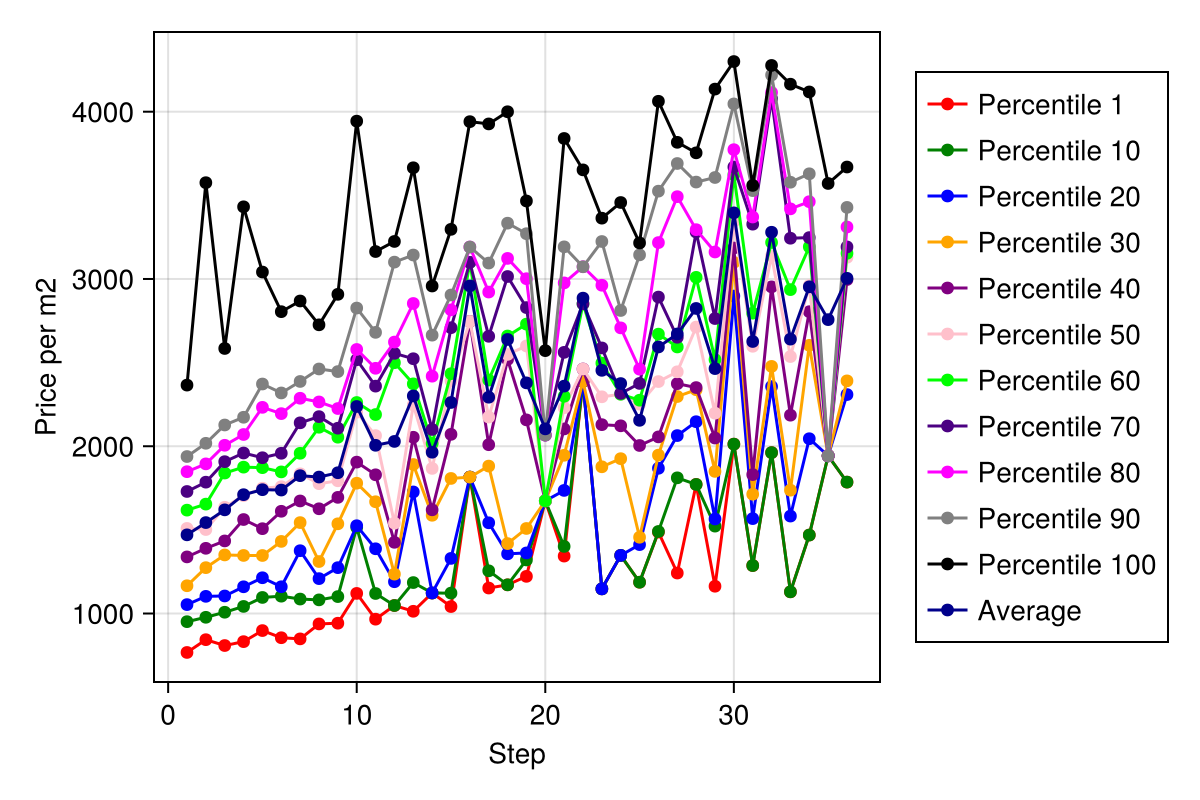 Price per m2
4000
3000
2000
1000
0
10
20
30
Step
Percentile 1
Percentile 10
Percentile 20
Percentile 30
Percentile 40
Percentile 50
Percentile 60
Percentile 70
Percentile 80
Percentile 90
Percentile 100
Average